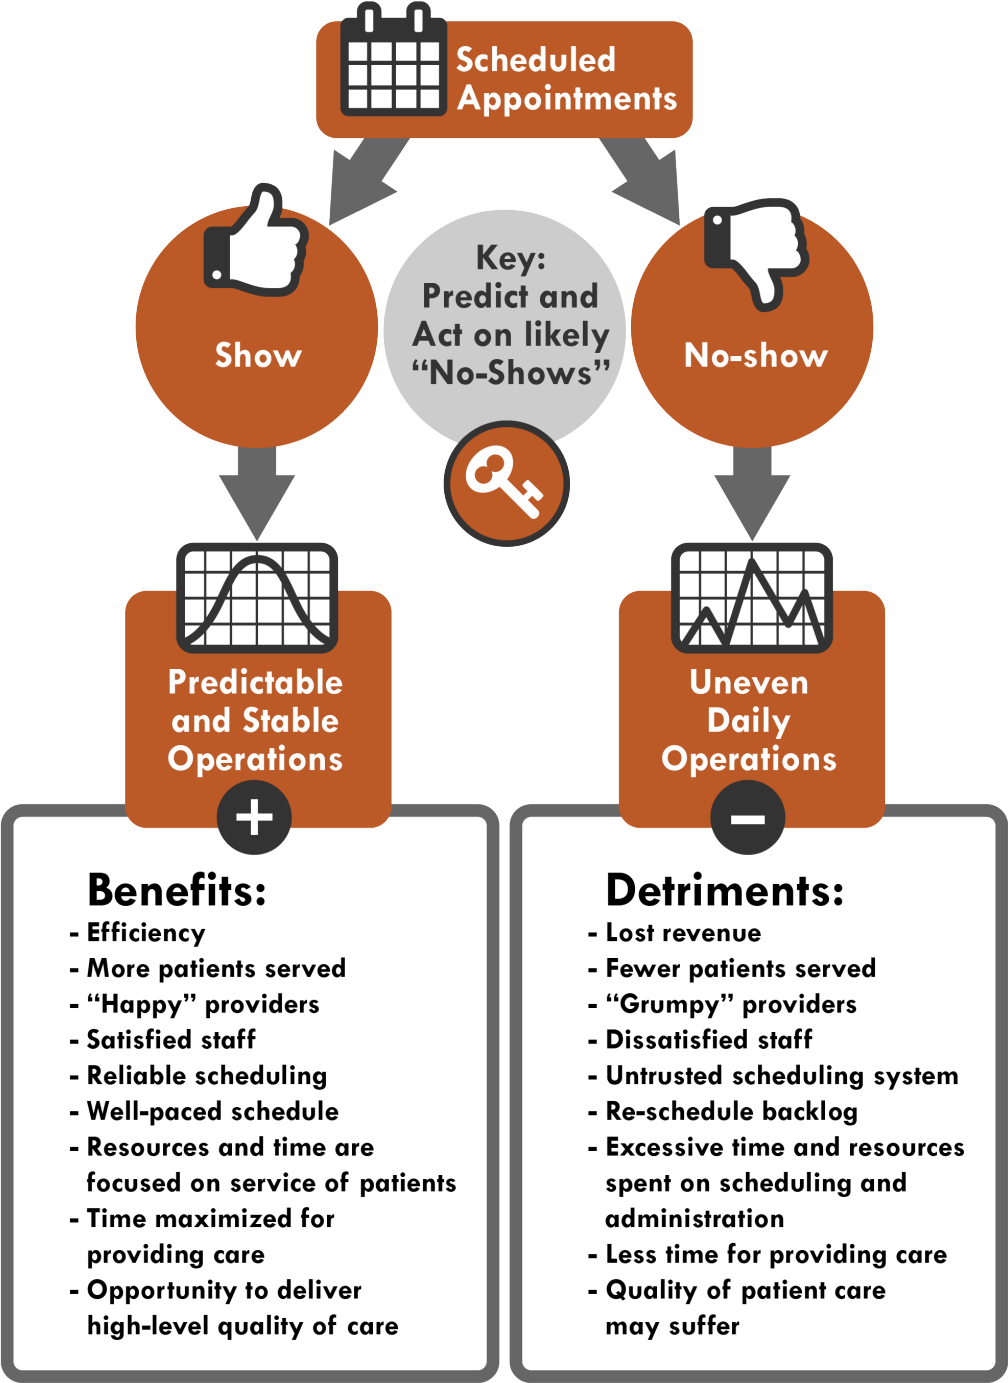 Scheduled
Appointments
Show
Key:
Predict and
Act on likely
“No-Shows”
No-show
Predictable
and Stable
Operations
+
Uneven
Daily
Operations
–
Benefits:
- Efficiency
- More patients served
- “Happy” providers
- Satisfied staff
- Reliable scheduling
- Well-paced schedule
- Resources and time are
focused on service of patients
- Time maximized for
providing care
- Opportunity to deliver
high-level quality of care
Detriments:
- Lost revenue
- Fewer patients served
- “Grumpy” providers
- Dissatisfied staff
- Untrusted scheduling system
- Re-schedule backlog
- Excessive time and resources
spent on scheduling and
administration
- Less time for providing care
- Quality of patient care
may suffer